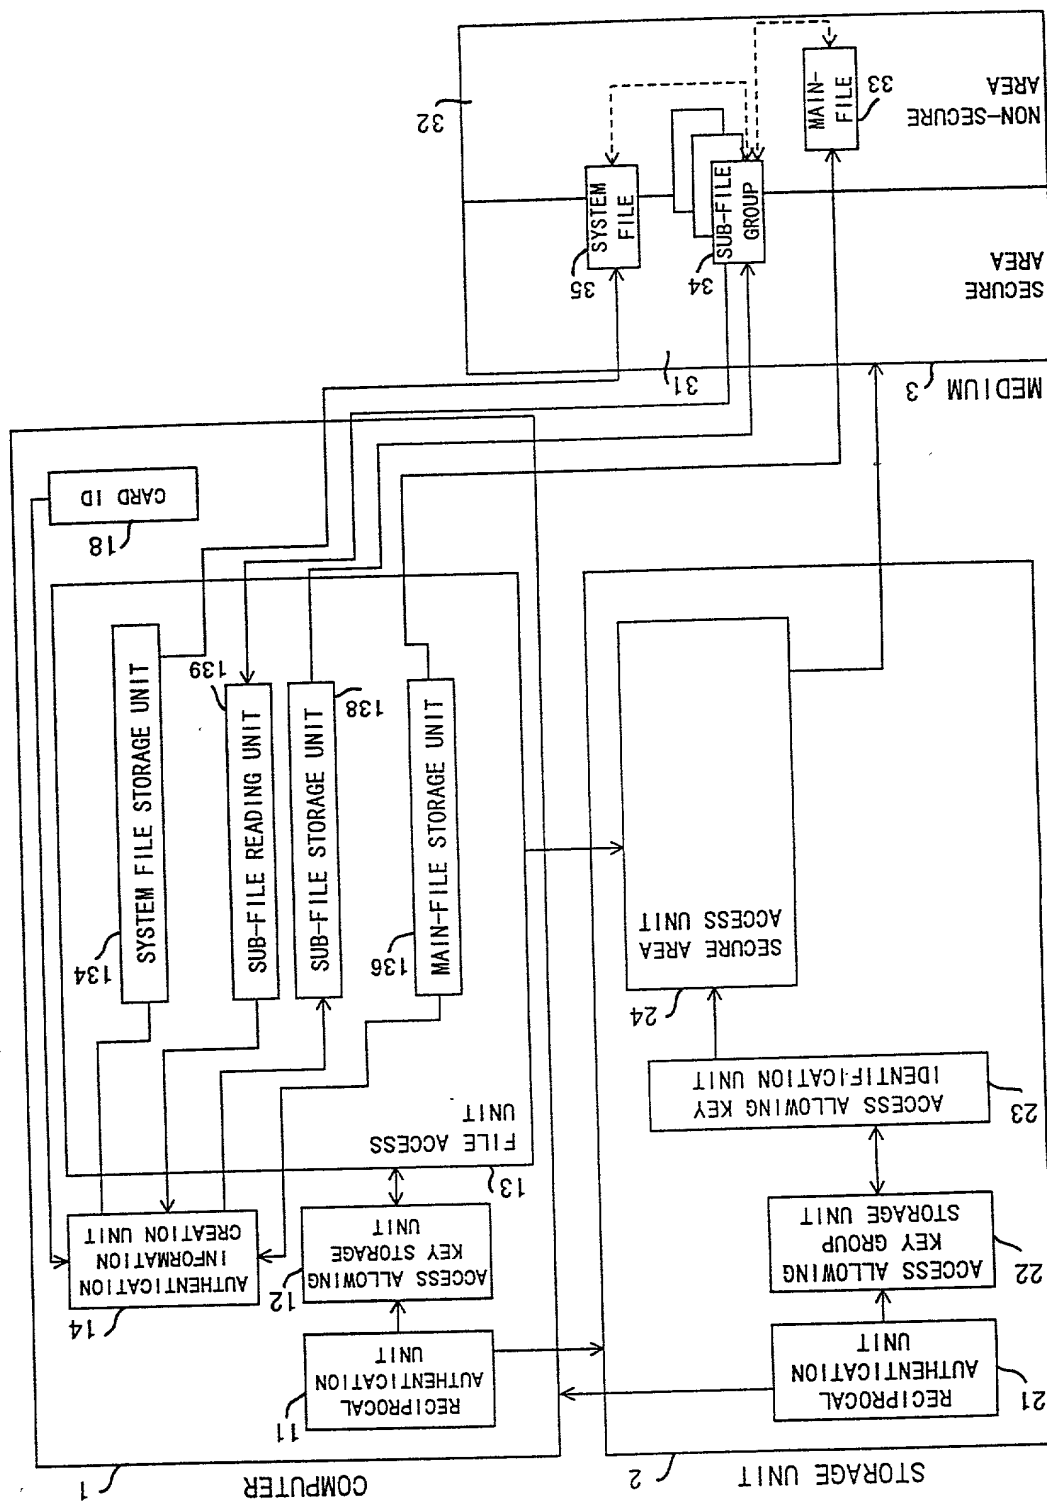 COMPUTER
1
RECIPROCAL
AUTHENTICATION
UNIT
11
ACCESS ALLOWING
KEY STORAGE
UNIT
12
AUTHENTICATION
INFORMATION
CREATION UNIT
14
13
FILE ACCESS
UNIT
MAIN-FILE STORAGE UNIT
136
SUB-FILE STORAGE UNIT
138
SUB-FILE READING UNIT
139
SYSTEM FILE STORAGE UNIT
134
18
CARD ID
STORAGE UNIT
2
RECIPROCAL
AUTHENTICATION
UNIT
21
ACCESS ALLOWING
KEY GROUP
STORAGE UNIT
22
ACCESS ALLOWING KEY
IDENTIFICATION UNIT
23
24
SECURE AREA
ACCESS UNIT
MEDIUM
3
31
SECURE
AREA
SUB-FILE
GROUP
34
SYSTEM
FILE
35
NON-SECURE
AREA
MAIN-
FILE
33
32